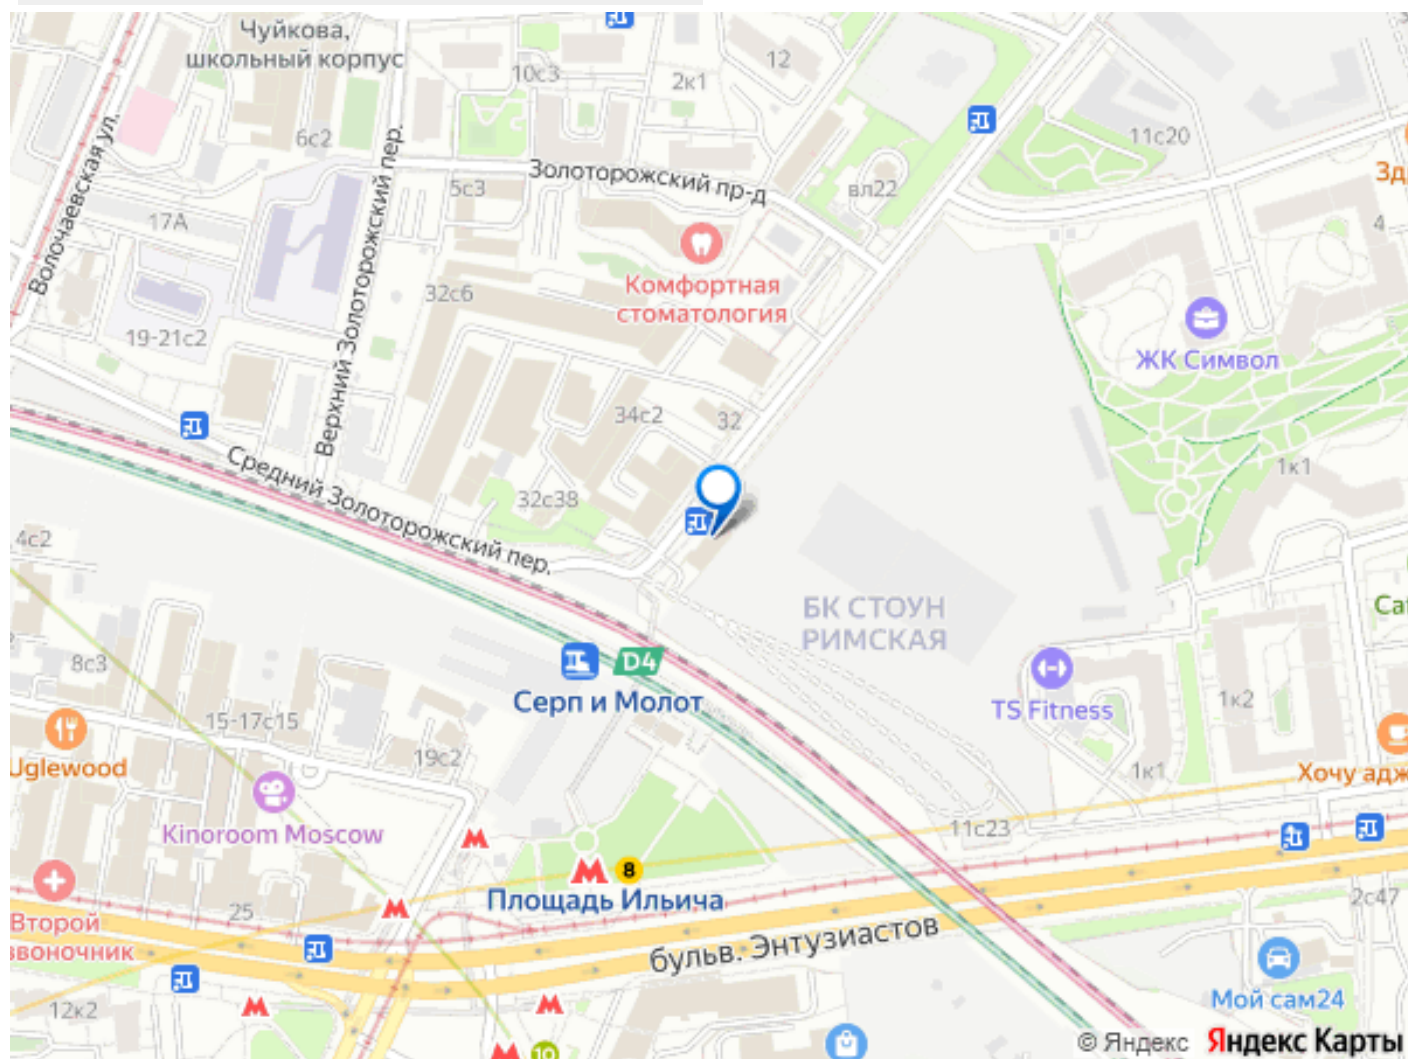 Чуйкова,
школьный корпус
10с3
2к1
12
6с2
11с20
Волочаевская ул.
Верхний Золоторожский пер.
Золоторожский пр-д
5с3
вл22
17А
4
Комфортная
стоматология
32с6
19-21с2
ЖК Символ
34с2
32
1к1
Средний Золоторожский пер.
32с38
4с2
БК СТОУН
РИМСКАЯ
D4
Серп и Молот
8с3
TS Fitness
1к2
15-17с15
19с2
Uglewood
1к1
Хочу адж
Kinoroom Moscow
11с23
8
Площадь Ильича
25
Второй
звоночник
бульв. Энтузиастов
2с47
Мой сам24
12к2
10
© Яндекс Яндекс Карты